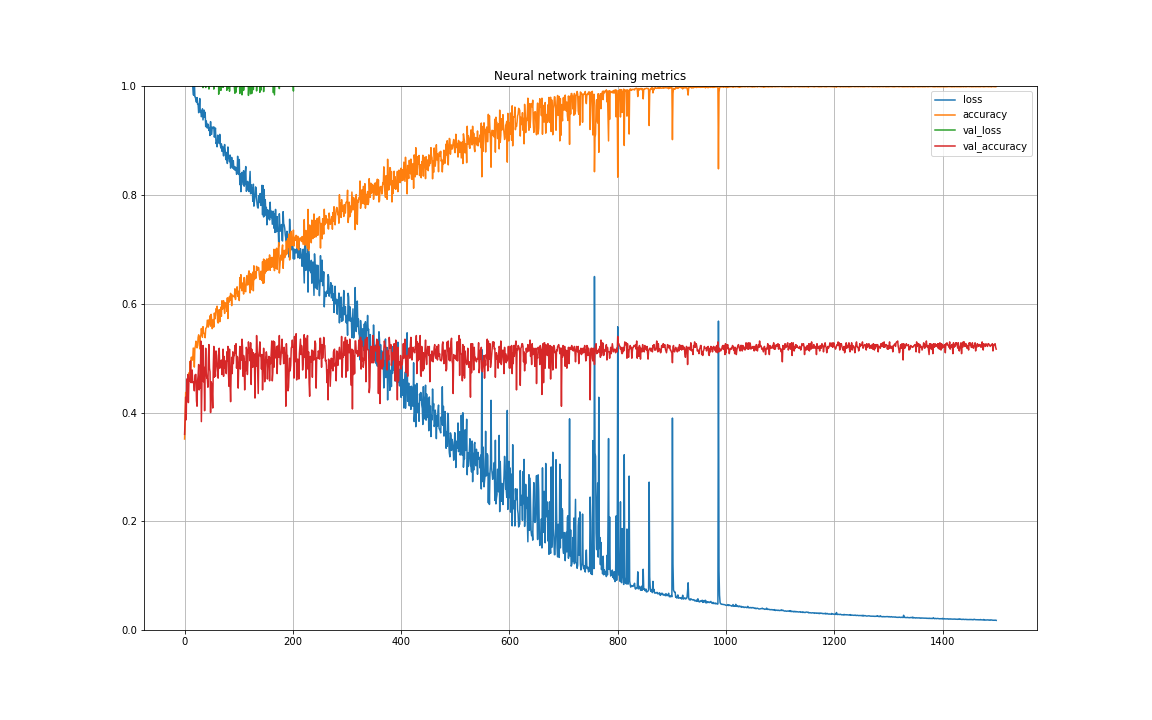 Neural network training metrics
1.0
0.8
0.6
0.4
0.2
0.0
loss
accuracy
val_loss
val_accuracy
0 200 400 600 800 1000 1200 1400